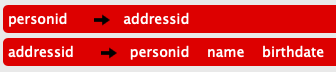 personid → addressid
addressid → personid name birthdate